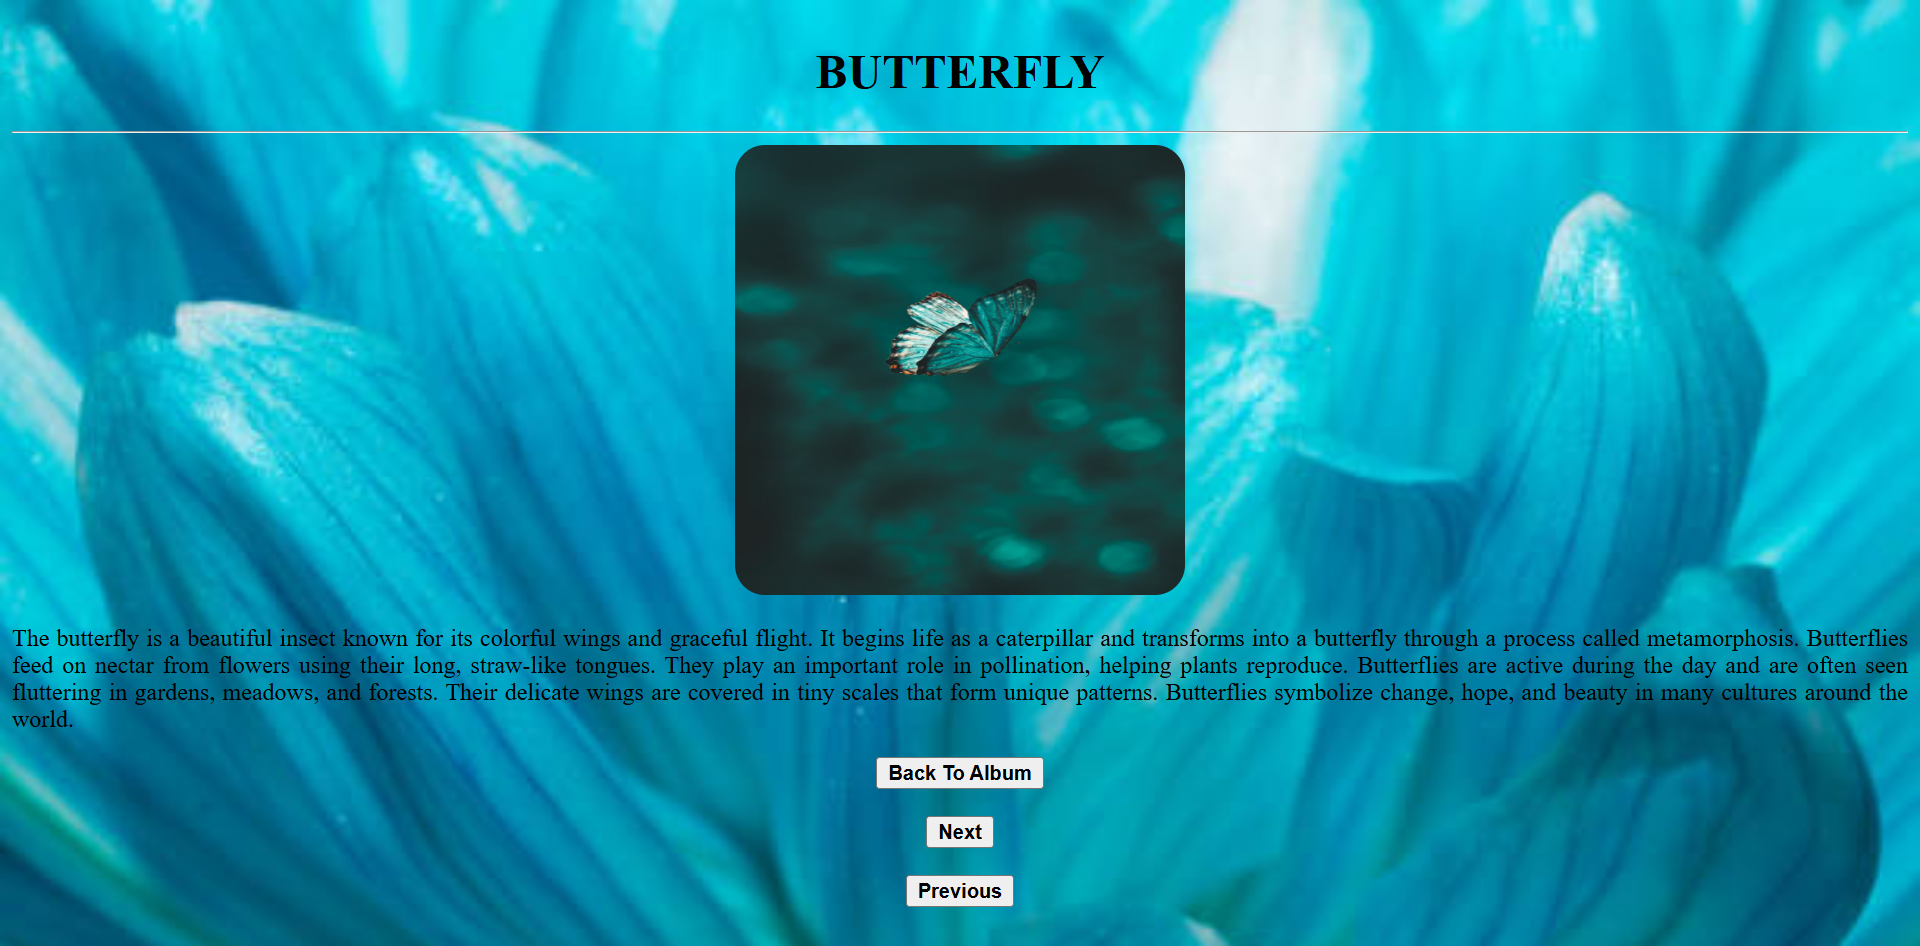 BUTTERFLY
The butterfly is a beautiful insect known for its colorful wings and graceful flight. It begins life as a caterpillar and transforms into a butterfly through a process called metamorphosis. Butterflies
feed on nectar from flowers using their long, straw-like tongues. They play an important role in pollination, helping plants reproduce. Butterflies are active during the day and are often seen
fluttering in gardens, meadows, and forests. Their delicate wings are covered in tiny scales that form unique patterns. Butterflies symbolize change, hope, and beauty in many cultures around the
world.
Back To Album
Next
Previous